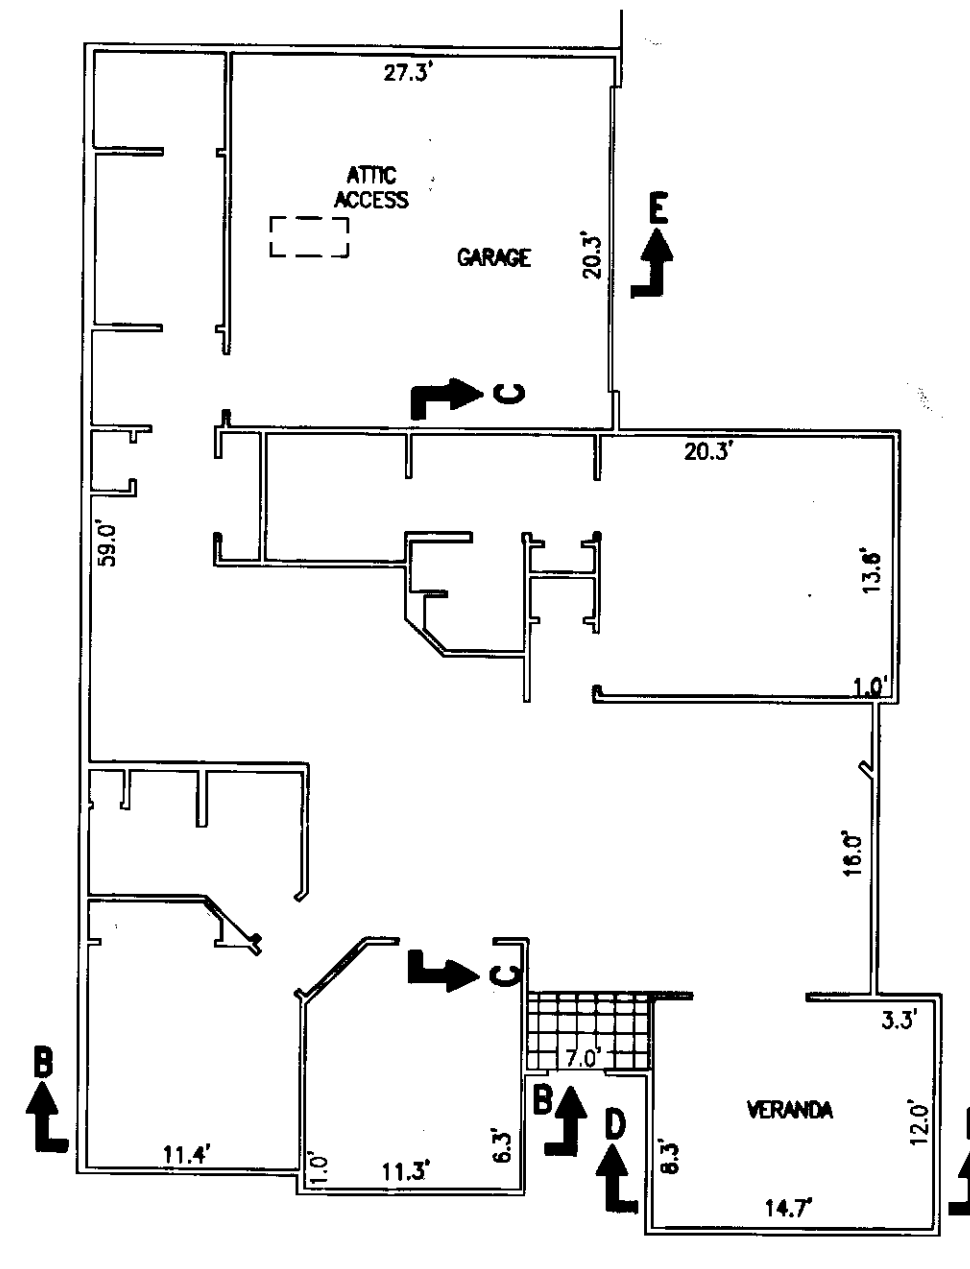 27.3'
ATTIC
ACCESS
E
GARAGE
20.3'
C
20.3'
59.0'
13.6'
1.0'
16.0'
C
3.3'
B
7.0'
B
D
VERANDA
12.0'
11.4'
1.0'
11.3'
6.3'
8.3'
14.7'